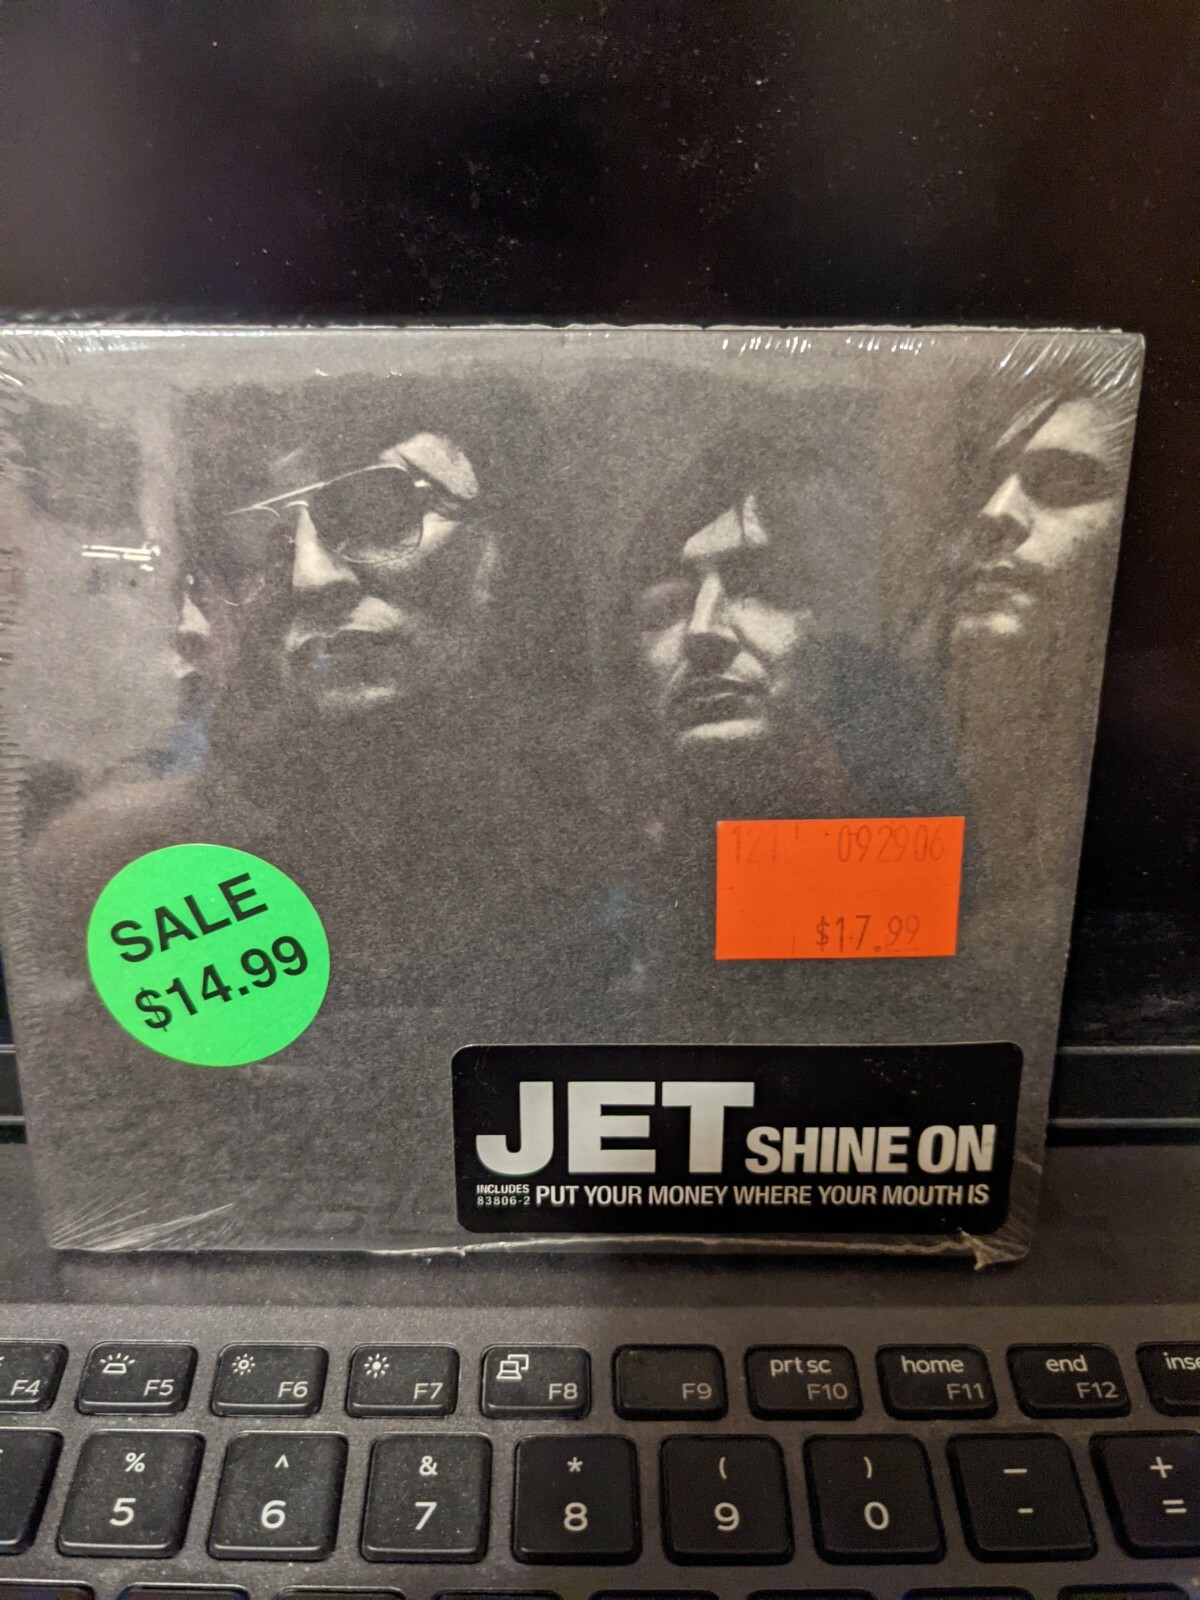 121 092906
$17.99
SALE
$14.99
JET SHINE ON
INCLUDES
83806-2 PUT YOUR MONEY WHERE YOUR MOUTH IS
F4 F5 F6 F7 F8 F9 prt sc F10 home F11 end F12
% ^ & * ( ) — +
5 6 7 8 9 0 - =